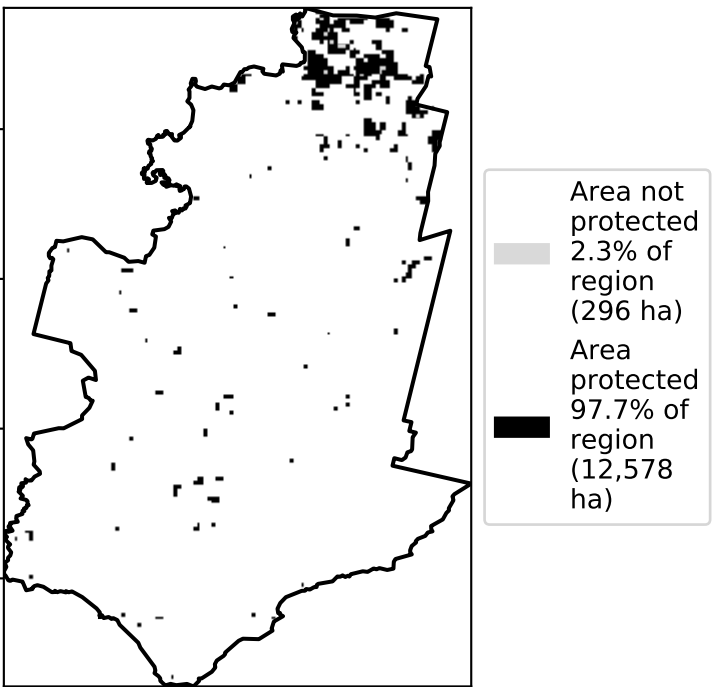 Area not
protected
2.3% of
region
(296 ha)
Area
protected
97.7% of
region
(12,578
ha)